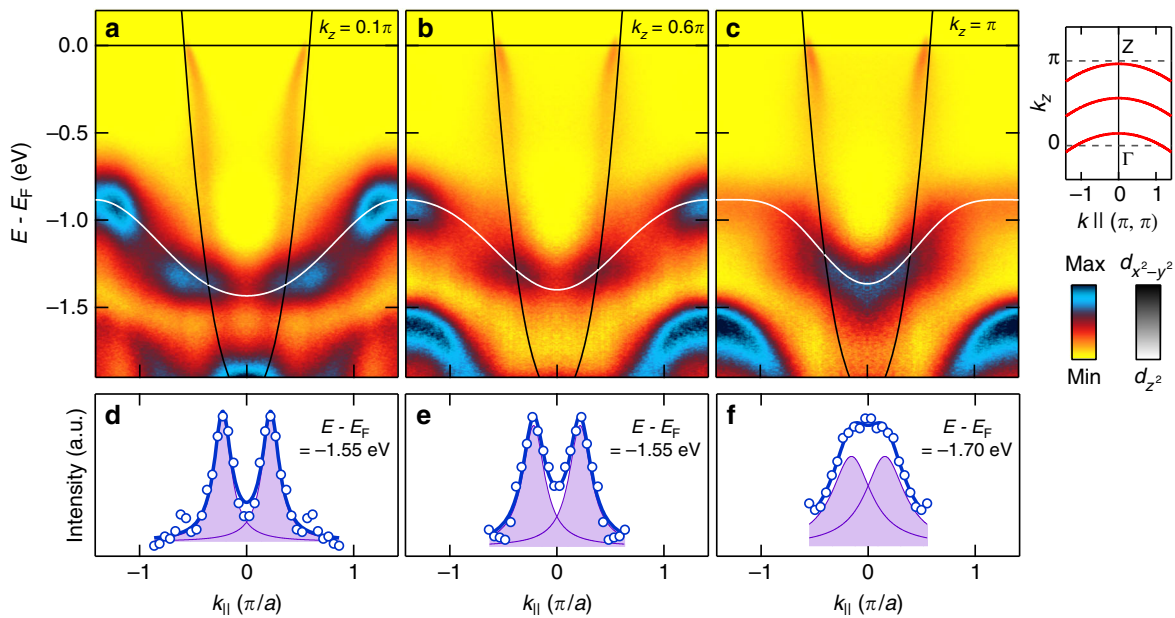 a
k_z = 0.1π
b
k_z = 0.6π
c
k_z = π
E - E_F (eV)
0.0
−0.5
−1.0
−1.5
π
0
k_z
Z
Γ
−1 0 1
k || (π, π)
Max
Min
d_{x²−y²}
d_{z²}
d
E - E_F
= −1.55 eV
e
E - E_F
= −1.55 eV
f
E - E_F
= −1.70 eV
Intensity (a.u.)
−1 0 1
−1 0 1
−1 0 1
k_{||} (π/a)
k_{||} (π/a)
k_{||} (π/a)